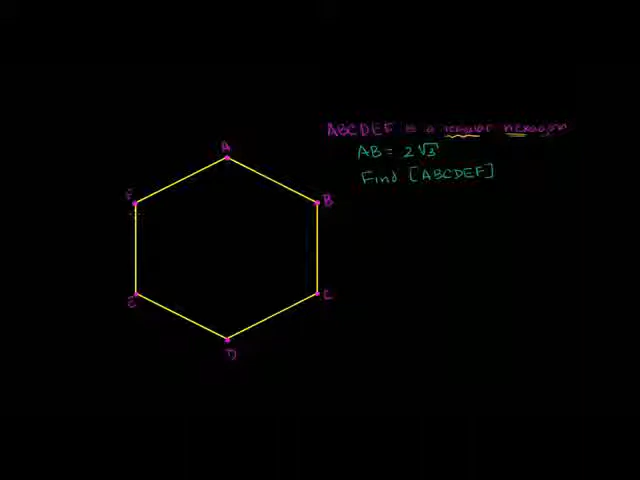 ABCDEF is a regular hexagon
AB = 2√3
Find [ABCDEF]
A
F
B
E
C
D